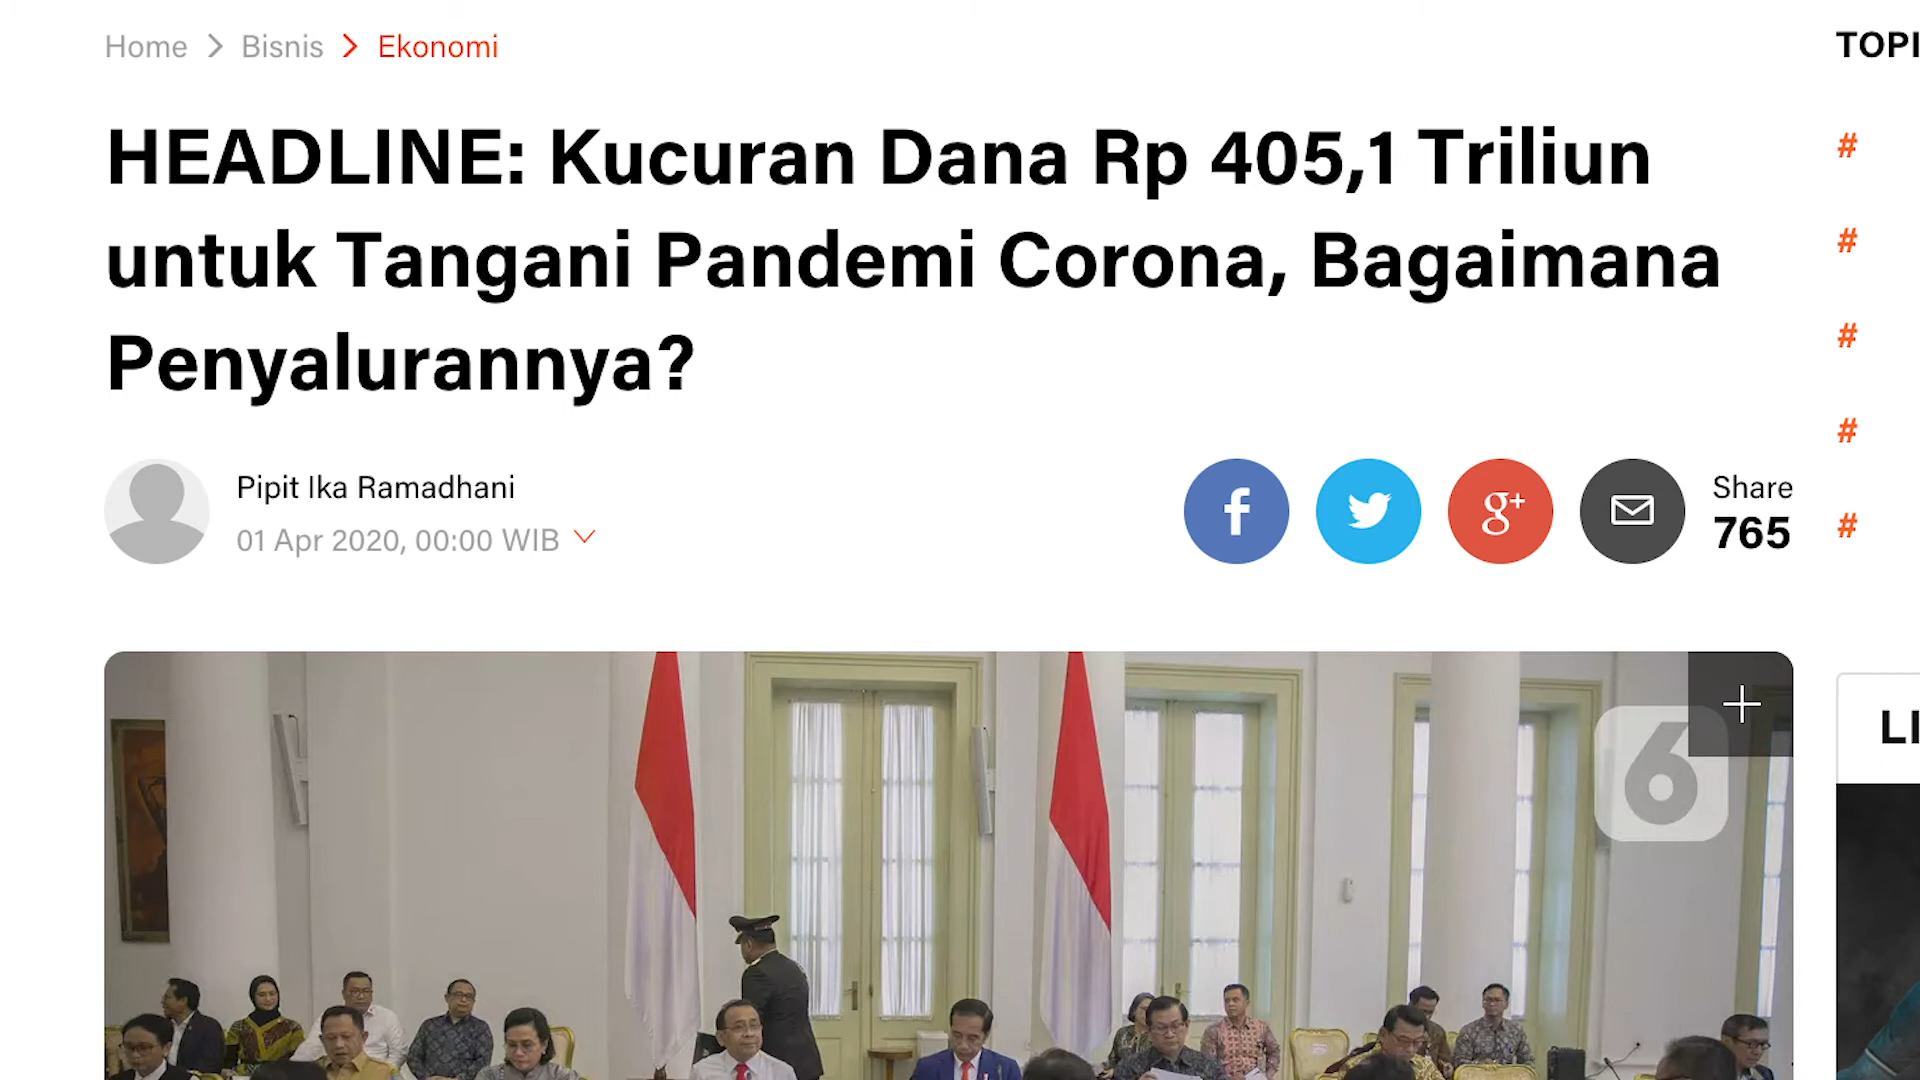 Home > Bisnis > Ekonomi
TOPI
HEADLINE: Kucuran Dana Rp 405,1 Triliun
untuk Tangani Pandemi Corona, Bagaimana
Penyalurannya?
#
#
#
#
#
Pipit Ika Ramadhani
01 Apr 2020, 00:00 WIB
f
g+
Share
765
6
+
LI